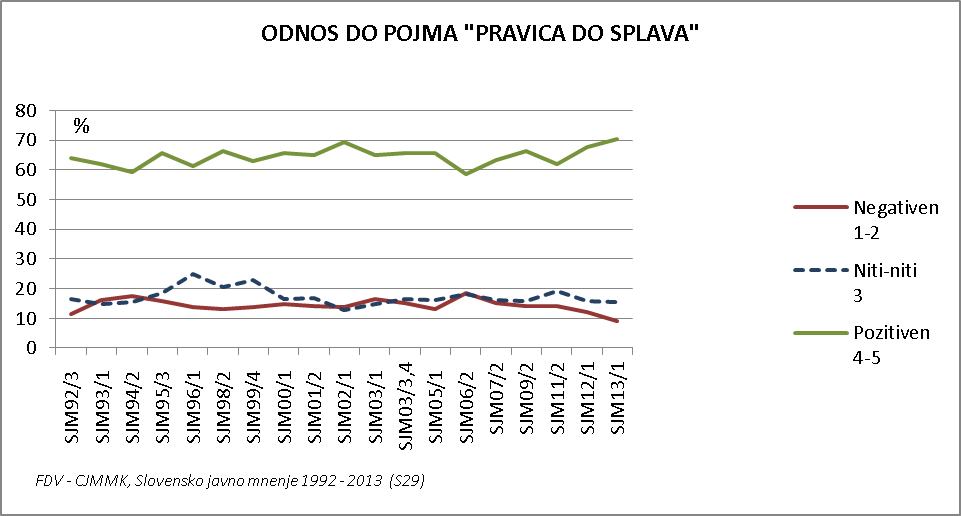 ODNOS DO POJMA "PRAVICA DO SPLAVA"
%
80
70
60
50
40
30
20
10
0
SJM92/3
SJM93/1
SJM94/2
SJM95/3
SJM96/1
SJM98/2
SJM99/4
SJM00/1
SJM01/2
SJM02/1
SJM03/1
SJM03/3,4
SJM05/1
SJM06/2
SJM07/2
SJM09/2
SJM11/2
SJM12/1
SJM13/1
Negativen
1-2
Niti-niti
3
Pozitiven
4-5
FDV - CJMMK, Slovensko javno mnenje 1992 - 2013 (S29)